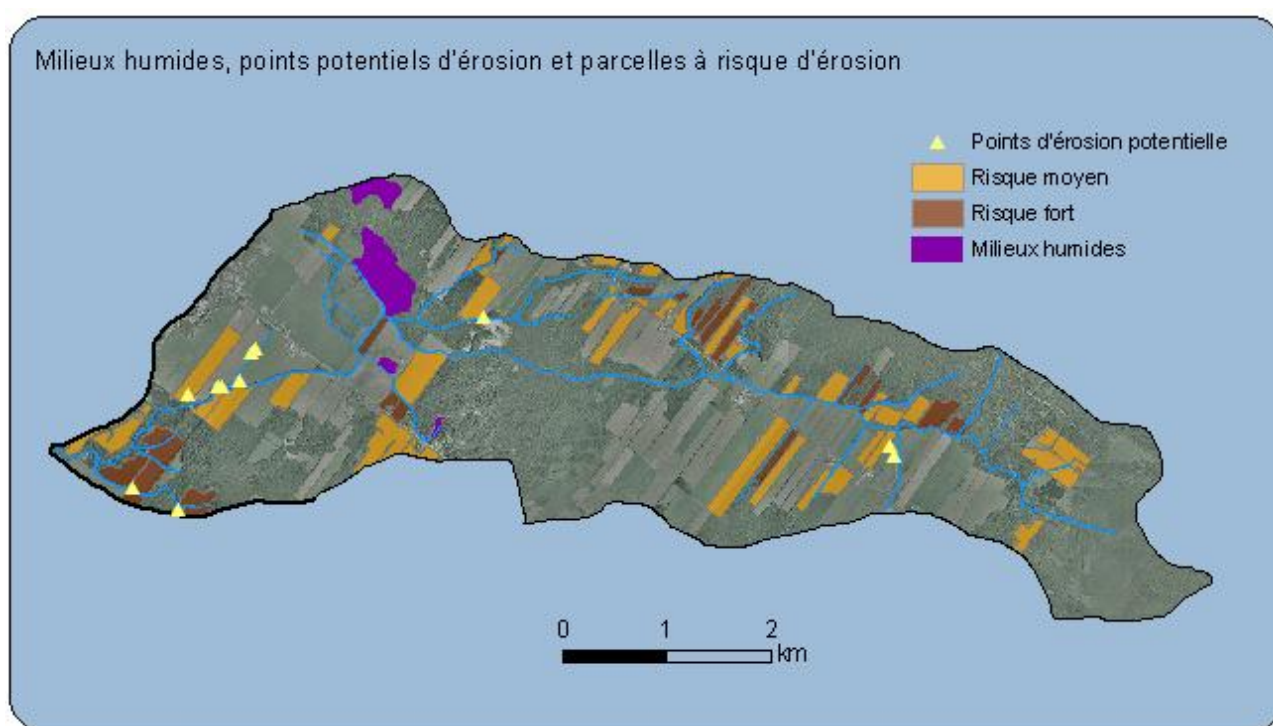 Milieux humides, points potentiels d'érosion et parcelles à risque d'érosion
Points d'érosion potentielle
Risque moyen
Risque fort
Milieux humides
0 1 2
km